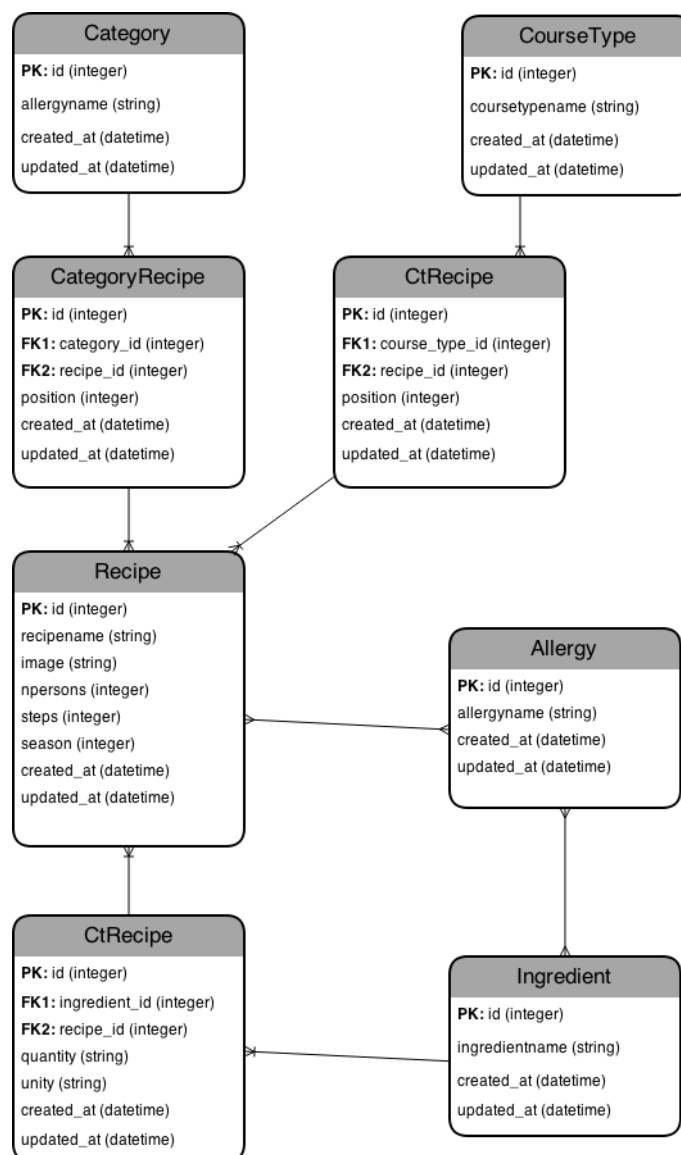 Category
PK: id (integer)
allergyname (string)
created_at (datetime)
updated_at (datetime)
CourseType
PK: id (integer)
coursetypename (string)
created_at (datetime)
updated_at (datetime)
CategoryRecipe
PK: id (integer)
FK1: category_id (integer)
FK2: recipe_id (integer)
position (integer)
created_at (datetime)
updated_at (datetime)
CtRecipe
PK: id (integer)
FK1: course_type_id (integer)
FK2: recipe_id (integer)
position (integer)
created_at (datetime)
updated_at (datetime)
Recipe
PK: id (integer)
recipename (string)
image (string)
npersons (integer)
steps (integer)
season (integer)
created_at (datetime)
updated_at (datetime)
Allergy
PK: id (integer)
allergyname (string)
created_at (datetime)
updated_at (datetime)
CtRecipe
PK: id (integer)
FK1: ingredient_id (integer)
FK2: recipe_id (integer)
quantity (string)
unity (string)
created_at (datetime)
updated_at (datetime)
Ingredient
PK: id (integer)
ingredientname (string)
created_at (datetime)
updated_at (datetime)